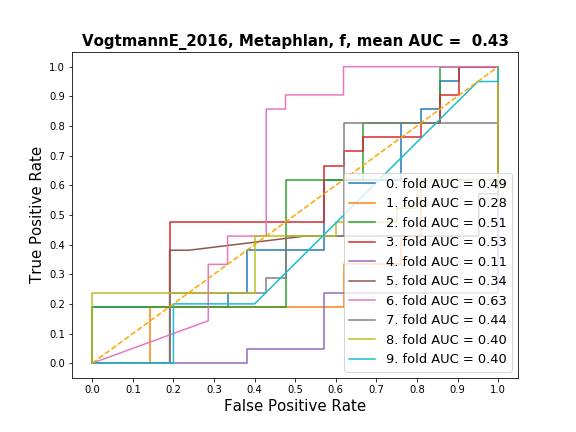 VogtmannE_2016, Metaphlan, f, mean AUC =  0.43
True Positive Rate
1.0
0.9
0.8
0.7
0.6
0.5
0.4
0.3
0.2
0.1
0.0
0. fold AUC = 0.49
1. fold AUC = 0.28
2. fold AUC = 0.51
3. fold AUC = 0.53
4. fold AUC = 0.11
5. fold AUC = 0.34
6. fold AUC = 0.63
7. fold AUC = 0.44
8. fold AUC = 0.40
9. fold AUC = 0.40
0.0 0.1 0.2 0.3 0.4 0.5 0.6 0.7 0.8 0.9 1.0
False Positive Rate